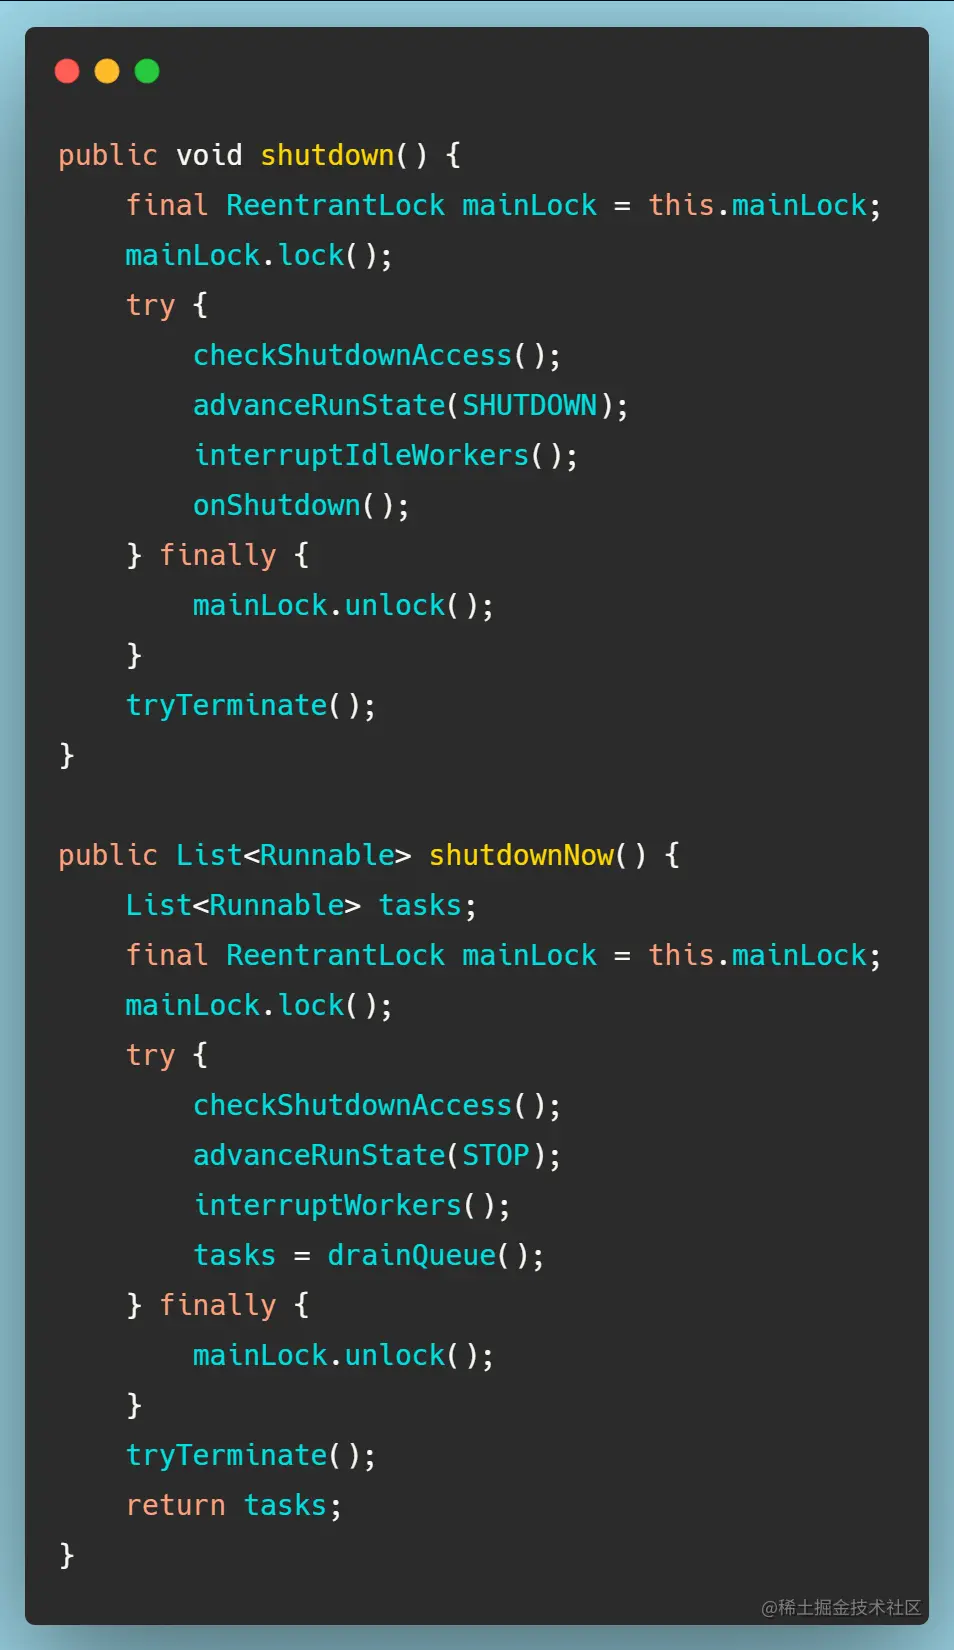 public void shutdown() {
    final ReentrantLock mainLock = this.mainLock;
    mainLock.lock();
    try {
        checkShutdownAccess();
        advanceRunState(SHUTDOWN);
        interruptIdleWorkers();
        onShutdown();
    } finally {
        mainLock.unlock();
    }
    tryTerminate();
}

public List<Runnable> shutdownNow() {
    List<Runnable> tasks;
    final ReentrantLock mainLock = this.mainLock;
    mainLock.lock();
    try {
        checkShutdownAccess();
        advanceRunState(STOP);
        interruptWorkers();
        tasks = drainQueue();
    } finally {
        mainLock.unlock();
    }
    tryTerminate();
    return tasks;
}
@稀土掘金技术社区